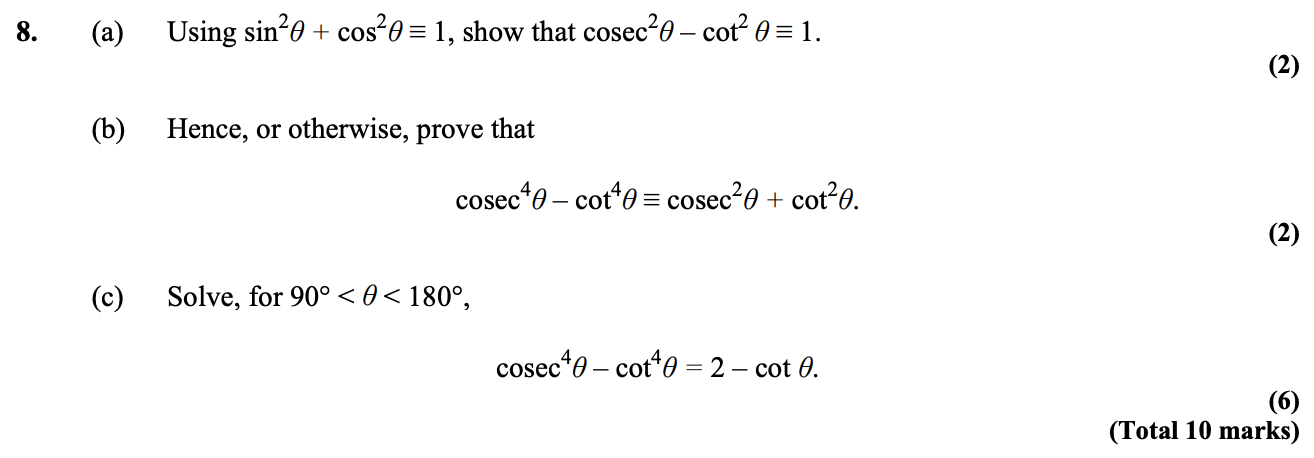 8. (a) Using sin²θ + cos²θ ≡ 1, show that cosec²θ – cot² θ ≡ 1.
(2)
(b) Hence, or otherwise, prove that
cosec⁴θ – cot⁴θ ≡ cosec²θ + cot²θ.
(2)
(c) Solve, for 90° < θ < 180°,
cosec⁴θ – cot⁴θ = 2 – cot θ.
(6)
(Total 10 marks)